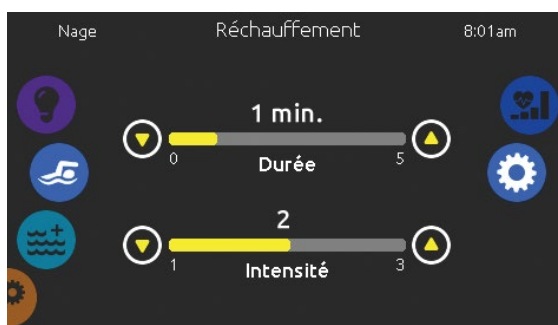 Nage Réchauffement 8:01am
1 min.
0 Durée 5
2
1 Intensité 3